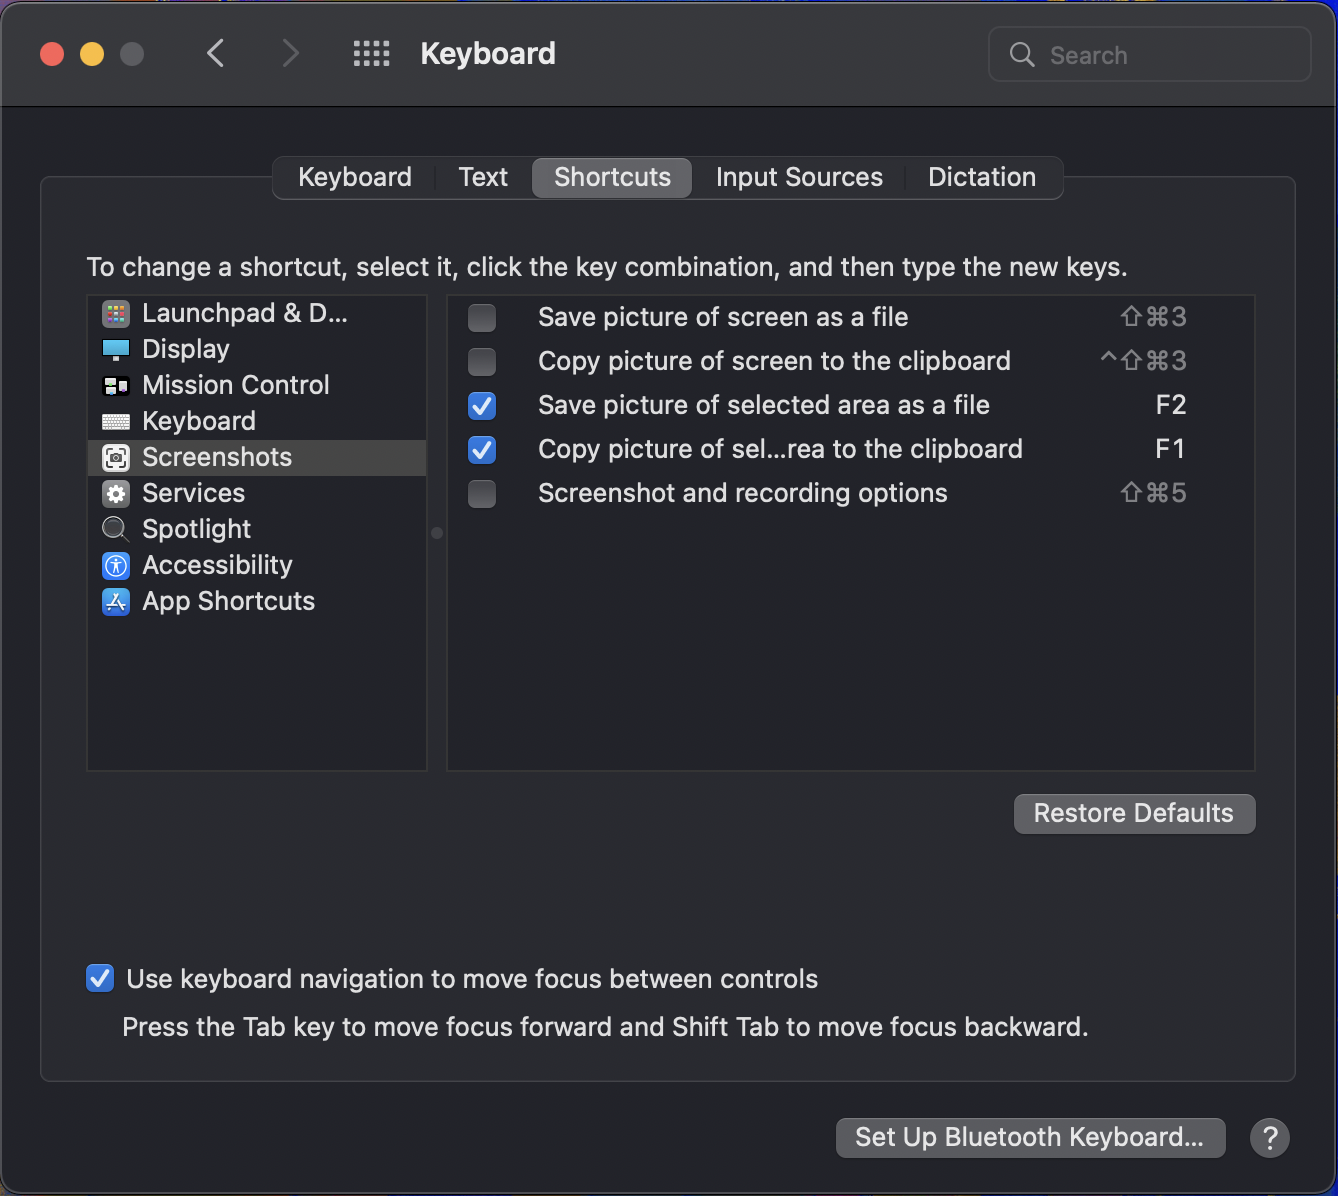 Keyboard
Search
Keyboard Text Shortcuts Input Sources Dictation
To change a shortcut, select it, click the key combination, and then type the new keys.
Launchpad & D...
Display
Mission Control
Keyboard
Screenshots
Services
Spotlight
Accessibility
App Shortcuts
Save picture of screen as a file ⇧⌘3
Copy picture of screen to the clipboard ^⇧⌘3
Save picture of selected area as a file F2
Copy picture of sel...rea to the clipboard F1
Screenshot and recording options ⇧⌘5
Restore Defaults
Use keyboard navigation to move focus between controls
Press the Tab key to move focus forward and Shift Tab to move focus backward.
Set Up Bluetooth Keyboard... ?